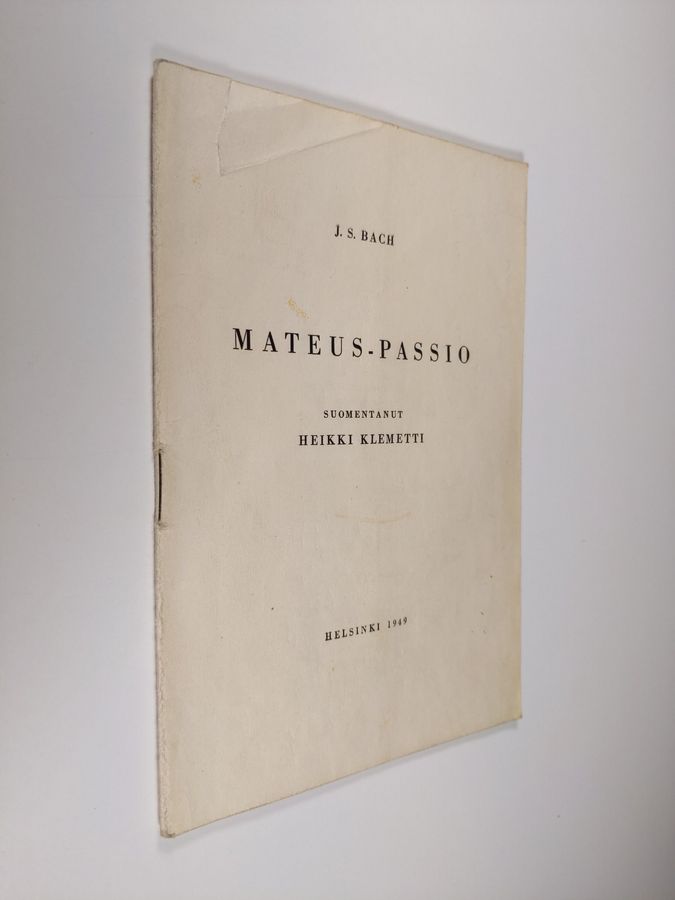 J. S. BACH
MATEUS-PASSIO
SUOMENTANUT
HEIKKI KLEMETTI
HELSINKI 1949